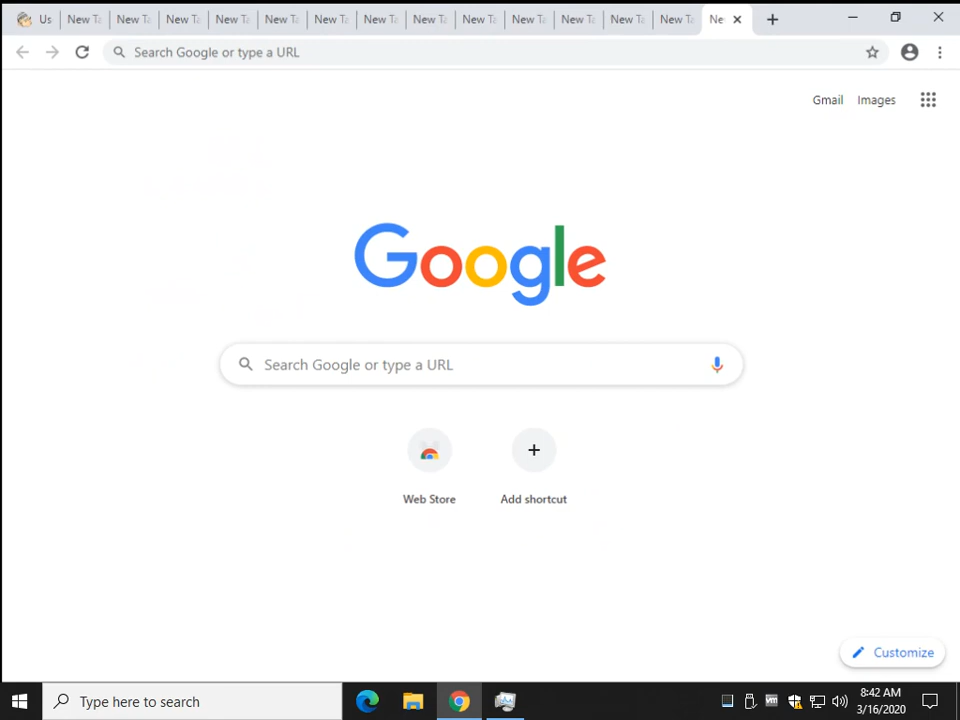 Us New Ta New Ta New Ta New Ta New Ta New Ta New Ta New Ta New Ta New Ta New Ta New Ta New Ta Ne
Search Google or type a URL
Gmail Images
Google
Search Google or type a URL
Web Store Add shortcut
Customize
Type here to search
8:42 AM
3/16/2020